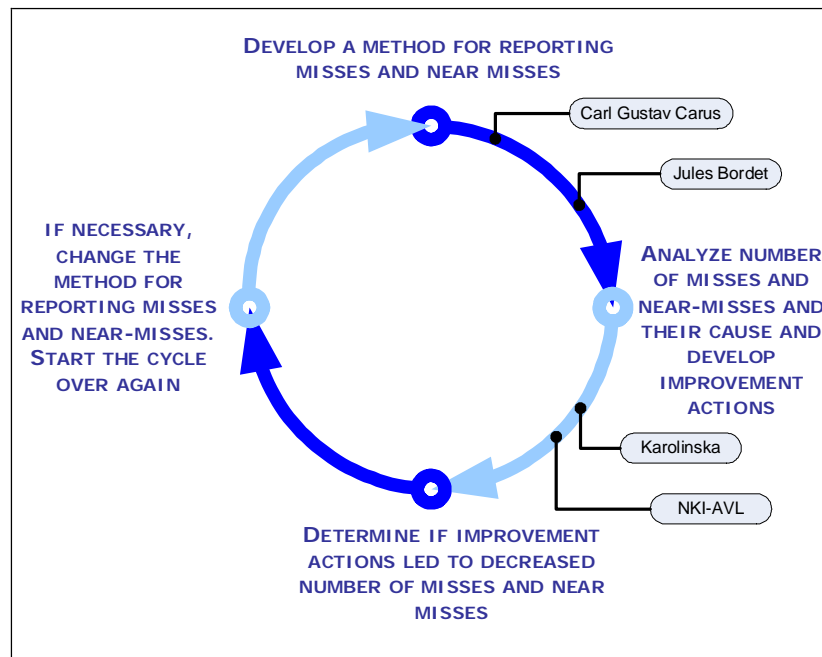 DEVELOP A METHOD FOR REPORTING
MISSES AND NEAR MISSES
Carl Gustav Carus
Jules Bordet
IF NECESSARY,
CHANGE THE
METHOD FOR
REPORTING MISSES
AND NEAR-MISSES.
START THE CYCLE
OVER AGAIN
ANALYZE NUMBER
OF MISSES AND
NEAR-MISSES AND
THEIR CAUSE AND
DEVELOP
IMPROVEMENT
ACTIONS
Karolinska
NKI-AVL
DETERMINE IF IMPROVEMENT
ACTIONS LED TO DECREASED
NUMBER OF MISSES AND NEAR
MISSES